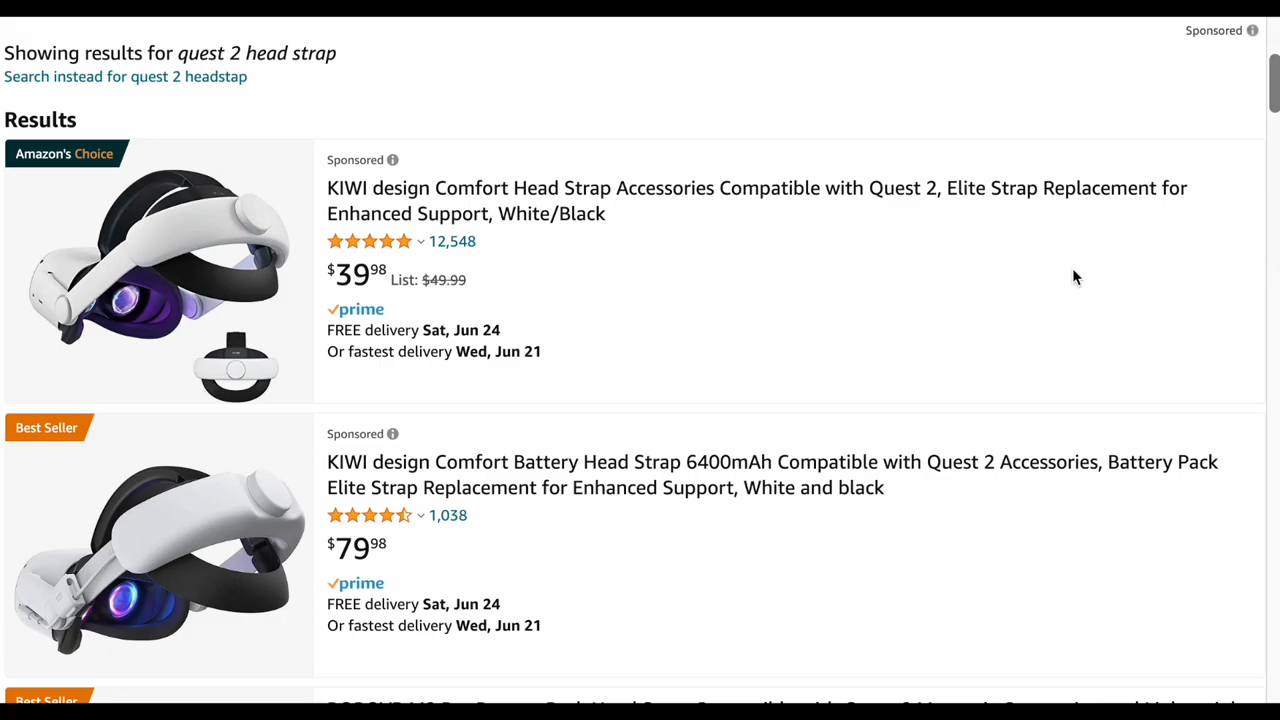 Sponsored
Showing results for quest 2 head strap
Search instead for quest 2 headstap
Results
Amazon's Choice
Sponsored
KIWI design Comfort Head Strap Accessories Compatible with Quest 2, Elite Strap Replacement for
Enhanced Support, White/Black
12,548
$39.98 List: $49.99
prime
FREE delivery Sat, Jun 24
Or fastest delivery Wed, Jun 21
Best Seller
Sponsored
KIWI design Comfort Battery Head Strap 6400mAh Compatible with Quest 2 Accessories, Battery Pack
Elite Strap Replacement for Enhanced Support, White and black
1,038
$79.98
prime
FREE delivery Sat, Jun 24
Or fastest delivery Wed, Jun 21
Best Seller